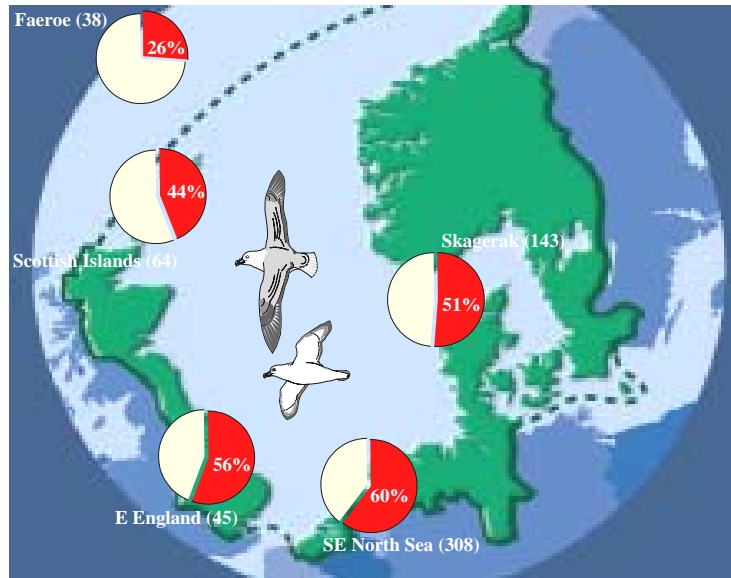 Faeroe (38)
26%
44%
Scottish Islands (64)
Skagerak (143)
51%
56%
E England (45)
60%
SE North Sea (308)